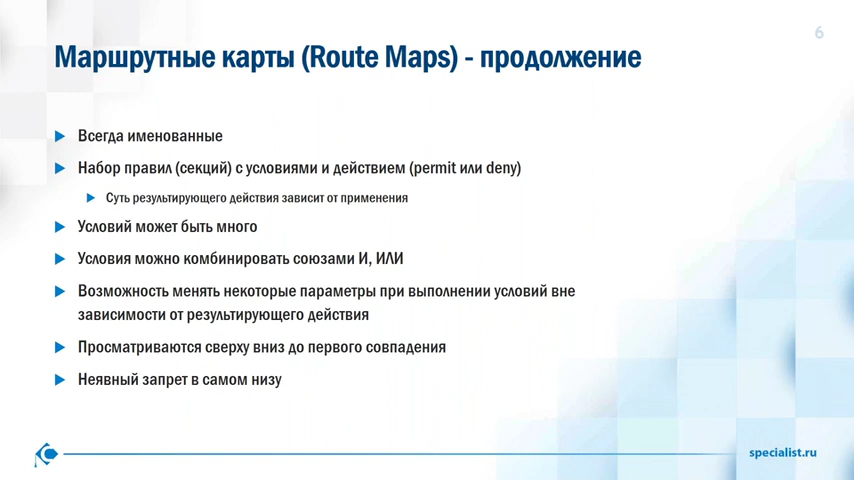 6
Маршрутные карты (Route Maps) - продолжение
Всегда именованные
Набор правил (секций) с условиями и действием (permit или deny)
Суть результирующего действия зависит от применения
Условий может быть много
Условия можно комбинировать союзами И, ИЛИ
Возможность менять некоторые параметры при выполнении условий вне
зависимости от результирующего действия
Просматриваются сверху вниз до первого совпадения
Неявный запрет в самом низу
specialist.ru